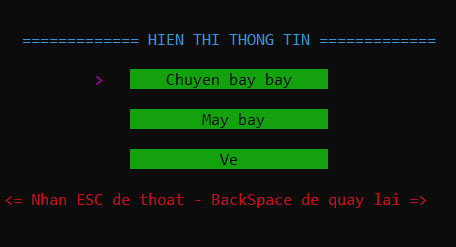 ============= HIEN THI THONG TIN =============
> Chuyen bay bay
May bay
Ve
<= Nhan ESC de thoat - BackSpace de quay lai =>